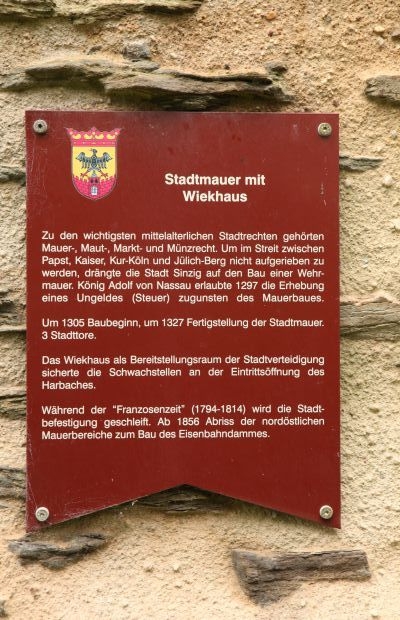 Stadtmauer mit
Wiekhaus
Zu den wichtigsten mittelalterlichen Stadtrechten gehörten
Mauer-, Maut-, Markt- und Münzrecht. Um im Streit zwischen
Papst, Kaiser, Kur-Köln und Jülich-Berg nicht aufgerieben zu
werden, drängte die Stadt Sinzig auf den Bau einer Wehr-
mauer. König Adolf von Nassau erlaubte 1297 die Erhebung
eines Ungeldes (Steuer) zugunsten des Mauerbaues.
Um 1305 Baubeginn, um 1327 Fertigstellung der Stadtmauer.
3 Stadttore.
Das Wiekhaus als Bereitstellungsraum der Stadtverteidigung
sicherte die Schwachstellen an der Eintrittsöffnung des
Harbaches.
Während der “Franzosenzeit” (1794-1814) wird die Stadt-
befestigung geschleift. Ab 1856 Abriss der nordöstlichen
Mauerbereiche zum Bau des Eisenbahndammes.